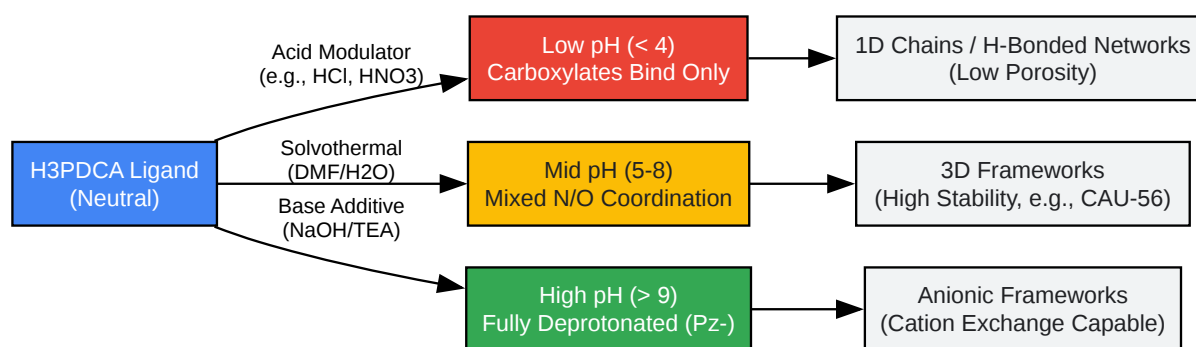 H3PDCA Ligand
(Neutral)
Acid Modulator
(e.g., HCl, HNO3)
Low pH (< 4)
Carboxylates Bind Only
1D Chains / H-Bonded Networks
(Low Porosity)
Solvothermal
(DMF/H2O)
Mid pH (5-8)
Mixed N/O Coordination
3D Frameworks
(High Stability, e.g., CAU-56)
Base Additive
(NaOH/TEA)
High pH (> 9)
Fully Deprotonated (Pz-)
Anionic Frameworks
(Cation Exchange Capable)